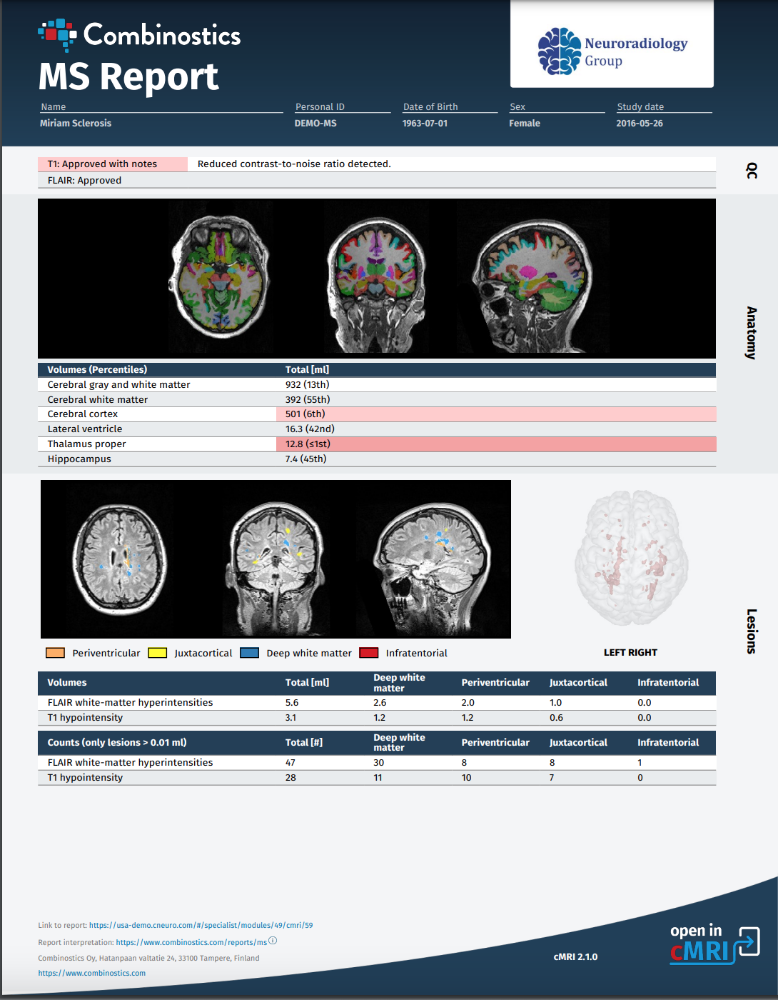 Combinostics
Neuroradiology
Group
MS Report
Name Personal ID Date of Birth Sex Study date
Miriam Sclerosis DEMO-MS 1963-07-01 Female 2016-05-26
T1: Approved with notes Reduced contrast-to-noise ratio detected.
FLAIR: Approved
QC
Anatomy
Volumes (Percentiles) Total [ml]
Cerebral gray and white matter 932 (13th)
Cerebral white matter 392 (55th)
Cerebral cortex 501 (6th)
Lateral ventricle 16.3 (42nd)
Thalamus proper 12.8 (≤1st)
Hippocampus 7.4 (45th)
Lesions
Periventricular Juxtacortical Deep white matter Infratentorial
LEFT RIGHT
Volumes Total [ml] Deep white matter Periventricular Juxtacortical Infratentorial
FLAIR white-matter hyperintensities 5.6 2.6 2.0 1.0 0.0
T1 hypointensity 3.1 1.2 1.2 0.6 0.0
Counts (only lesions > 0.01 ml) Total [#] Deep white matter Periventricular Juxtacortical Infratentorial
FLAIR white-matter hyperintensities 47 30 8 8 1
T1 hypointensity 28 11 10 7 0
Link to report: https://usa-demo.cneuro.com/#/specialist/modules/49/cmri/59
Report interpretation: https://www.combinostics.com/reports/ms ⓘ
Combinostics Oy, Hatanpaan valtatie 24, 33100 Tampere, Finland
https://www.combinostics.com
cMRI 2.1.0
open in
cMRI